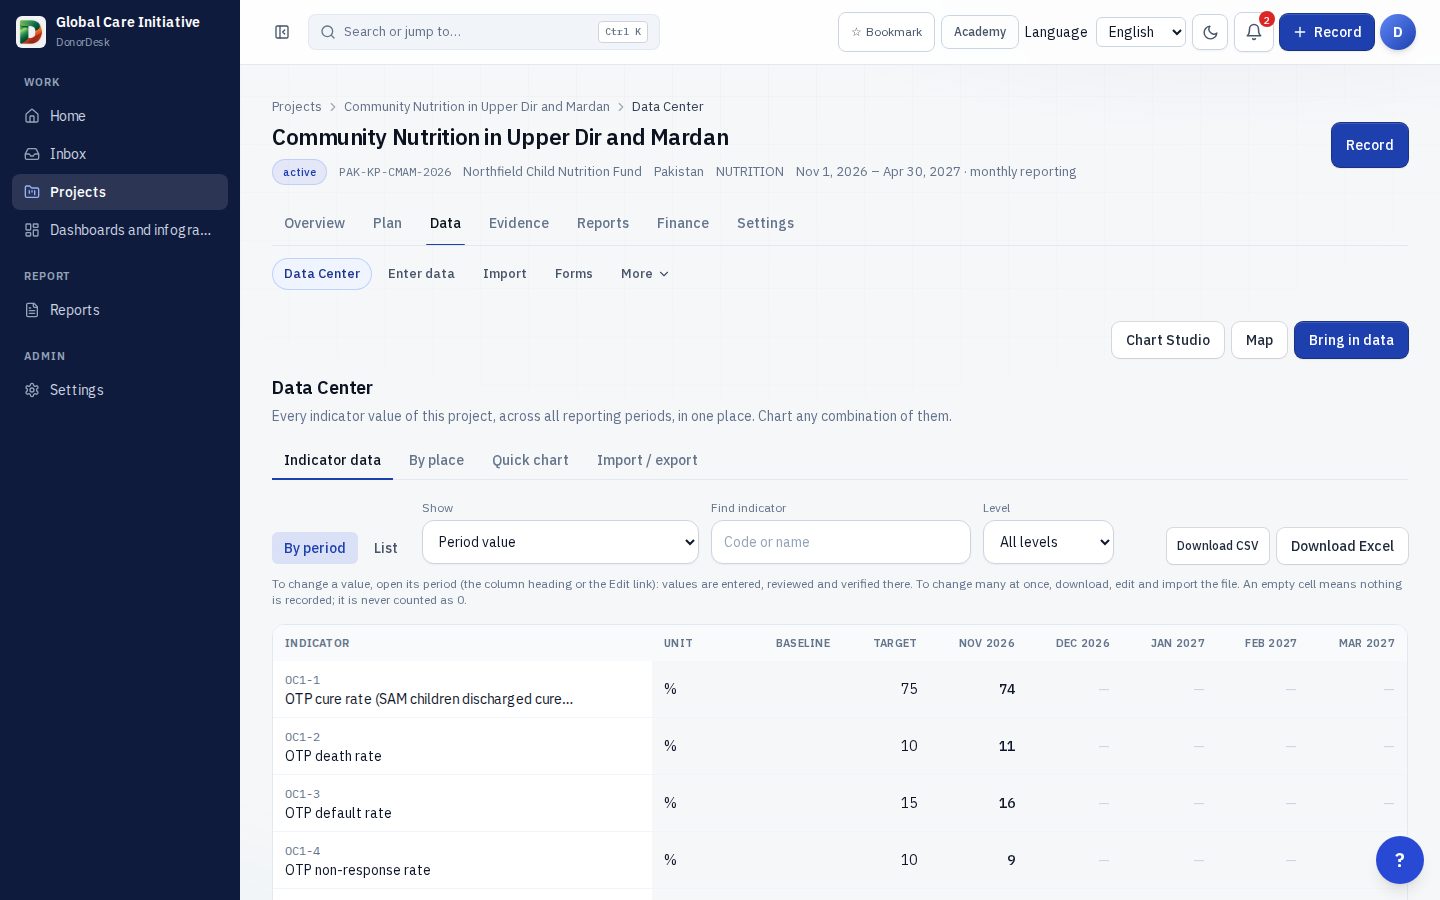 Global Care Initiative
DonorDesk
WORK
Home
Inbox
Projects
Dashboards and infogra...
REPORT
Reports
ADMIN
Settings
Search or jump to...
Ctrl K
☆ Bookmark
Academy
Language
English
2
+ Record
D
Projects > Community Nutrition in Upper Dir and Mardan > Data Center
Community Nutrition in Upper Dir and Mardan
Record
active PAK-KP-CMAM-2026 Northfield Child Nutrition Fund Pakistan NUTRITION Nov 1, 2026 – Apr 30, 2027 · monthly reporting
Overview Plan Data Evidence Reports Finance Settings
Data Center Enter data Import Forms More
Chart Studio Map Bring in data
Data Center
Every indicator value of this project, across all reporting periods, in one place. Chart any combination of them.
Indicator data By place Quick chart Import / export
Show Find indicator Level
By period List Period value Code or name All levels Download CSV Download Excel
To change a value, open its period (the column heading or the Edit link): values are entered, reviewed and verified there. To change many at once, download, edit and import the file. An empty cell means nothing
is recorded; it is never counted as 0.
INDICATOR UNIT BASELINE TARGET NOV 2026 DEC 2026 JAN 2027 FEB 2027 MAR 2027
OC1-1
OTP cure rate (SAM children discharged cure... % 75 74 — — — —
OC1-2
OTP death rate % 10 11 — — — —
OC1-3
OTP default rate % 15 16 — — — —
OC1-4
OTP non-response rate % 10 9 — — —
?